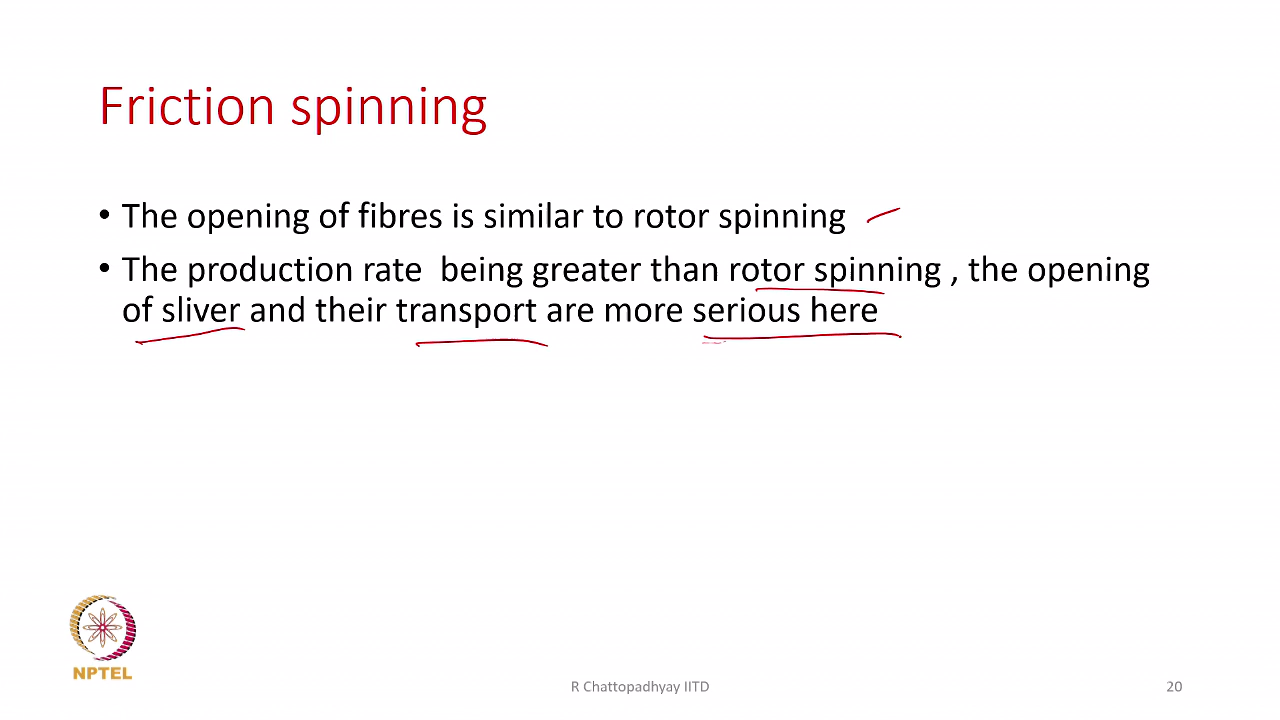 Friction spinning
• The opening of fibres is similar to rotor spinning
• The production rate being greater than rotor spinning , the opening
of sliver and their transport are more serious here
NPTEL
R Chattopadhyay IITD
20